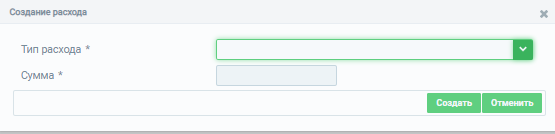 Создание расхода
Тип расхода *
Сумма *
Создать Отменить